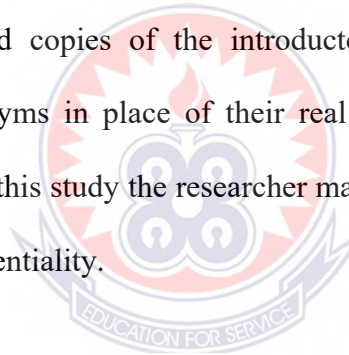 d copies of the introducto
yms in place of their real
this study the researcher ma
entiality.
EDUCATION FOR SERVICE